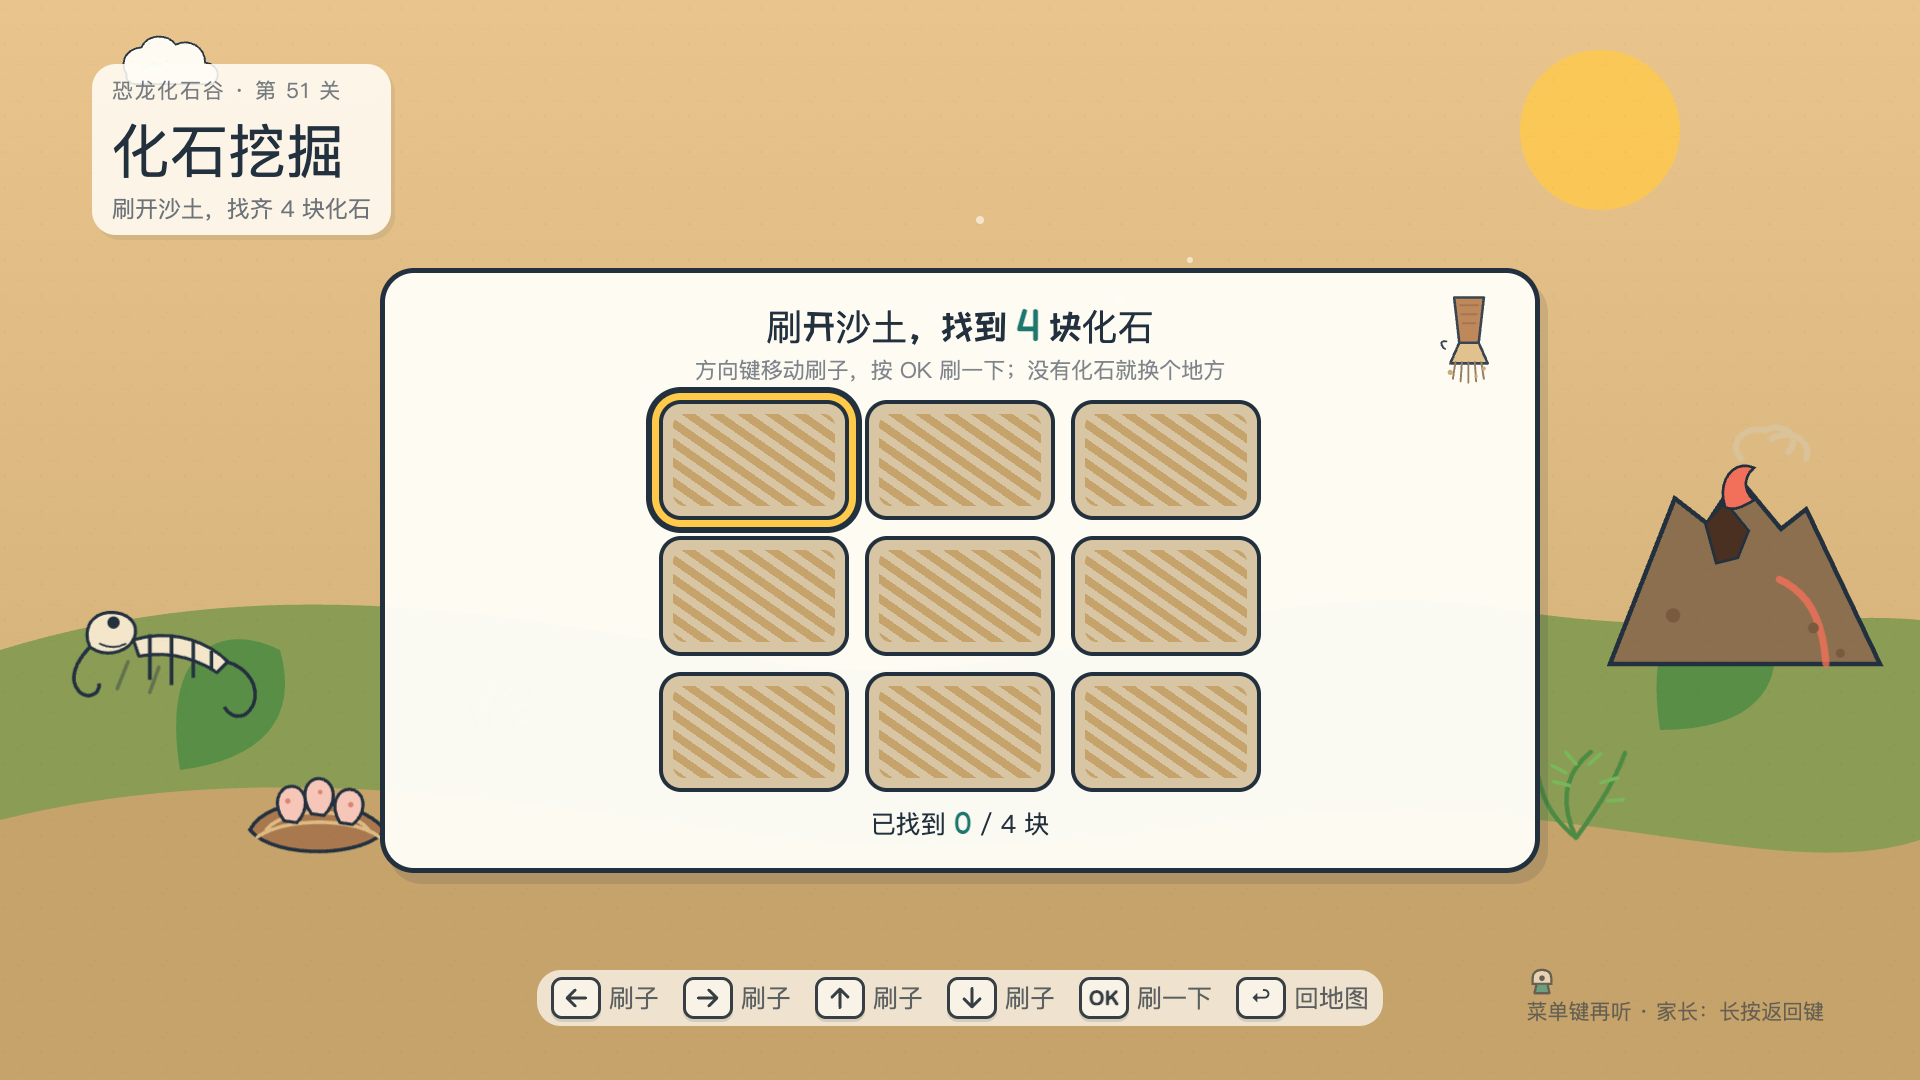 恐龙化石谷 · 第 51 关
化石挖掘
刷开沙土，找齐 4 块化石
刷开沙土，找到 4 块化石
方向键移动刷子，按 OK 刷一下；没有化石就换个地方
已找到 0 / 4 块
← 刷子 → 刷子 ↑ 刷子 ↓ 刷子 OK 刷一下 ↩ 回地图
菜单键再听 · 家长：长按返回键